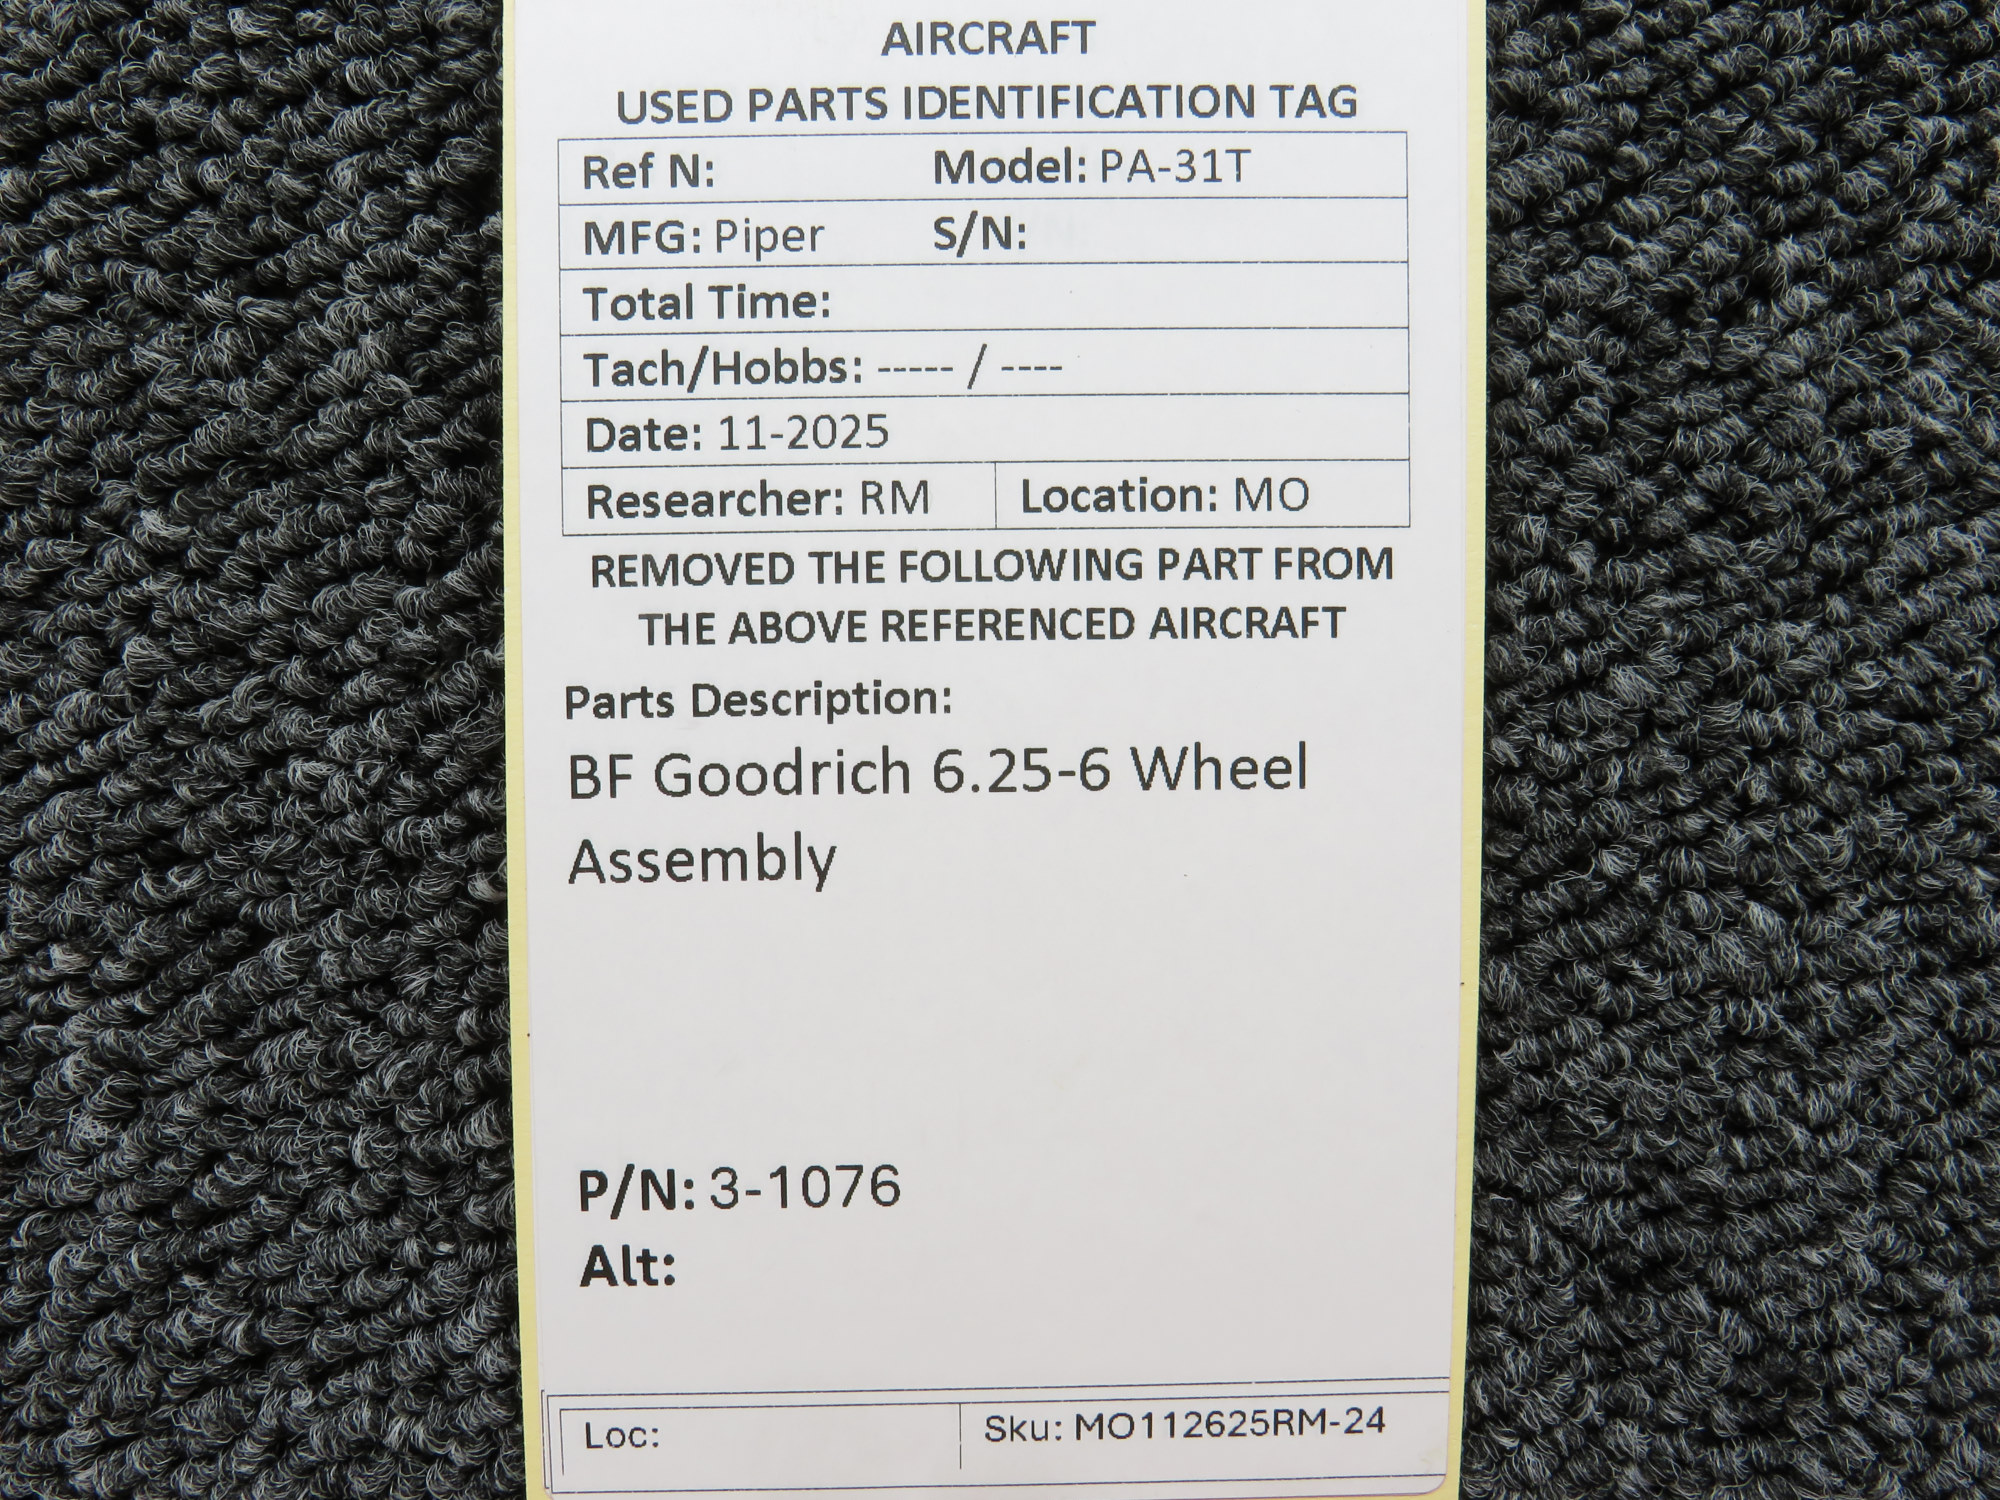 AIRCRAFT
USED PARTS IDENTIFICATION TAG
Ref N: Model: PA-31T
MFG: Piper S/N:
Total Time:
Tach/Hobbs: ----- / ----
Date: 11-2025
Researcher: RM Location: MO
REMOVED THE FOLLOWING PART FROM
THE ABOVE REFERENCED AIRCRAFT
Parts Description:
BF Goodrich 6.25-6 Wheel
Assembly
P/N: 3-1076
Alt:
Loc: Sku: MO112625RM-24